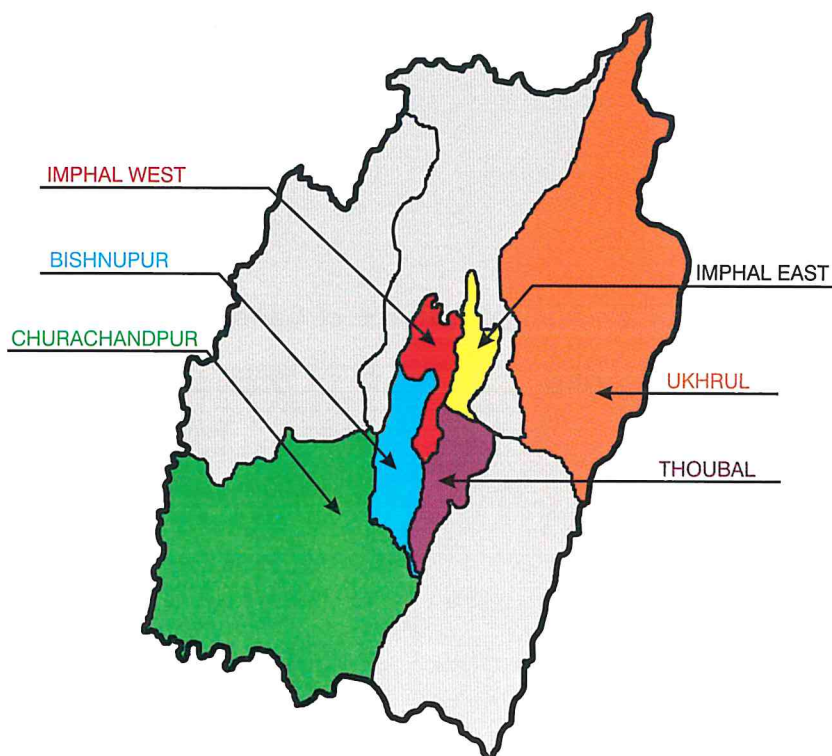 IMPHAL WEST
BISHNUPUR
IMPHAL EAST
CHURACHANDPUR
UKHRUL
THOUBAL